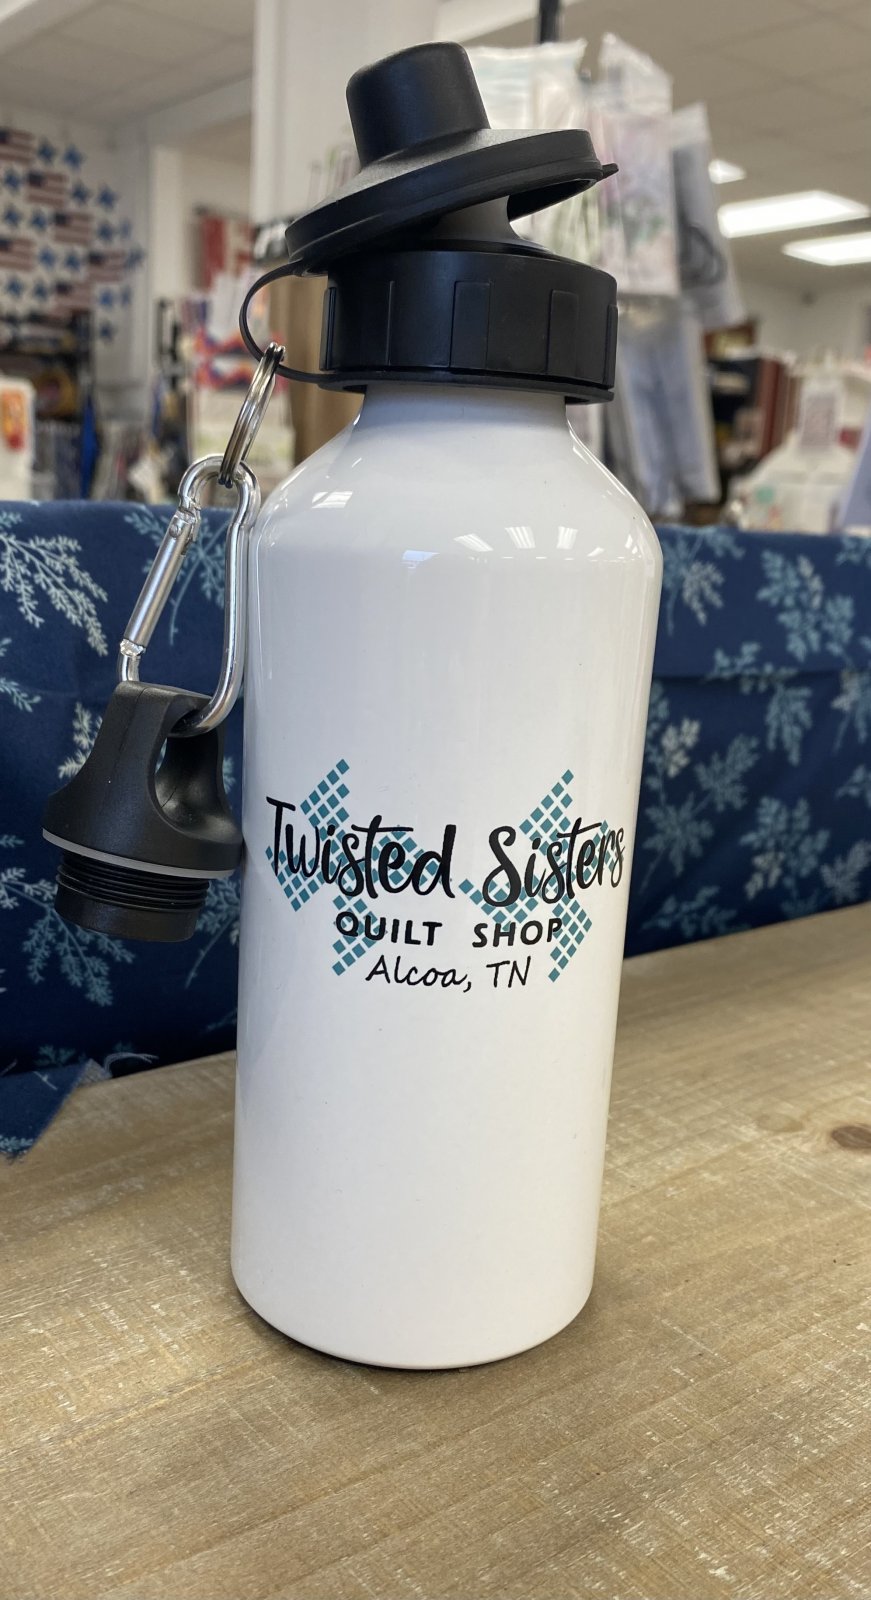 Twisted Sisters
QUILT SHOP
Alcoa, TN